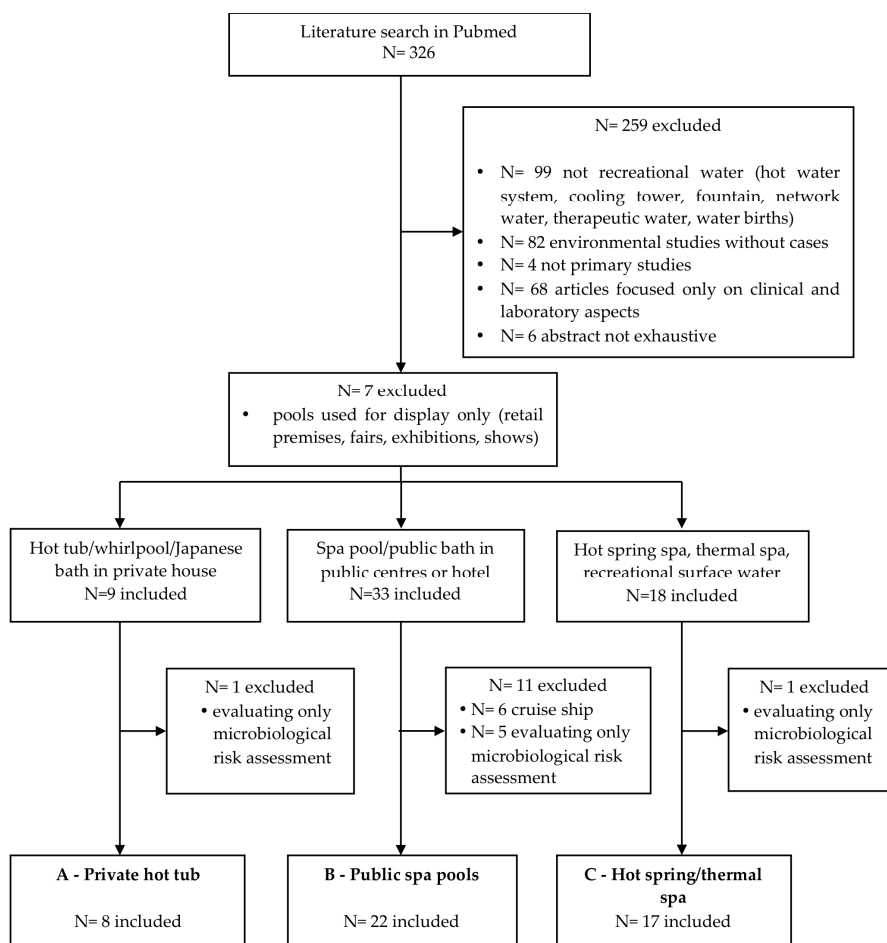 Literature search in Pubmed
N= 326
N= 259 excluded
• N= 99 not recreational water (hot water
system, cooling tower, fountain, network
water, therapeutic water, water births)
• N= 82 environmental studies without cases
• N= 4 not primary studies
• N= 68 articles focused only on clinical and
laboratory aspects
• N= 6 abstract not exhaustive
N= 7 excluded
• pools used for display only (retail
premises, fairs, exhibitions, shows)
Hot tub/whirlpool/Japanese
bath in private house
N=9 included
Spa pool/public bath in
public centres or hotel
N=33 included
Hot spring spa, thermal spa,
recreational surface water
N=18 included
N= 1 excluded
• evaluating only
microbiological
risk assessment
N= 11 excluded
• N= 6 cruise ship
• N= 5 evaluating only
microbiological risk
assessment
N= 1 excluded
• evaluating only
microbiological
risk assessment
A - Private hot tub
N= 8 included
B - Public spa pools
N= 22 included
C - Hot spring/thermal
spa
N= 17 included